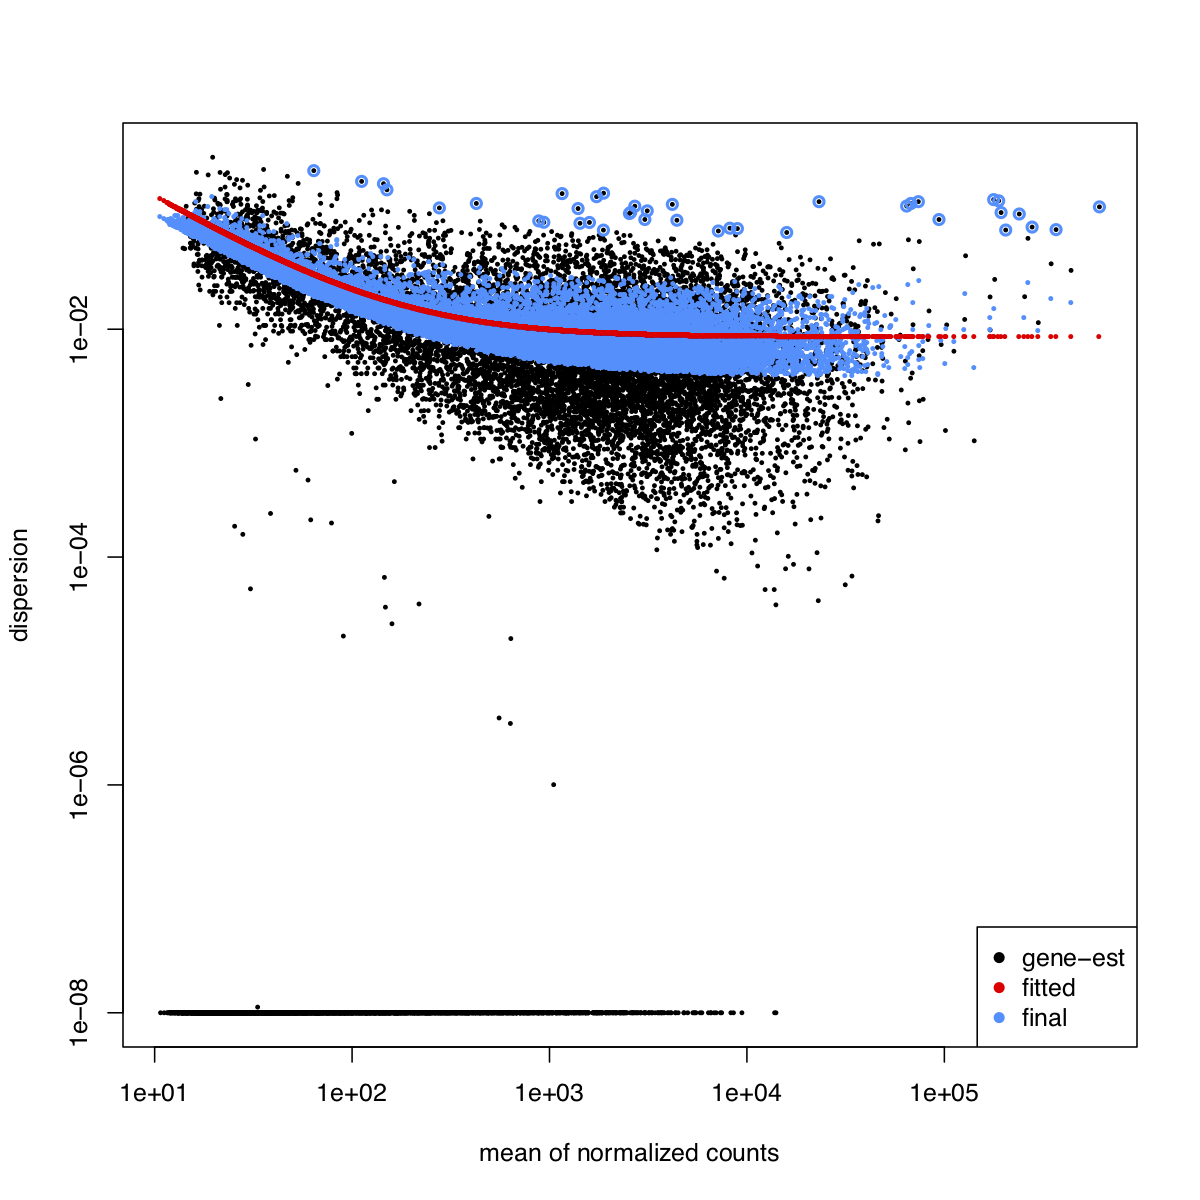 dispersion
1e−02
1e−04
1e−06
1e−08
gene−est
fitted
final
1e+01 1e+02 1e+03 1e+04 1e+05
mean of normalized counts